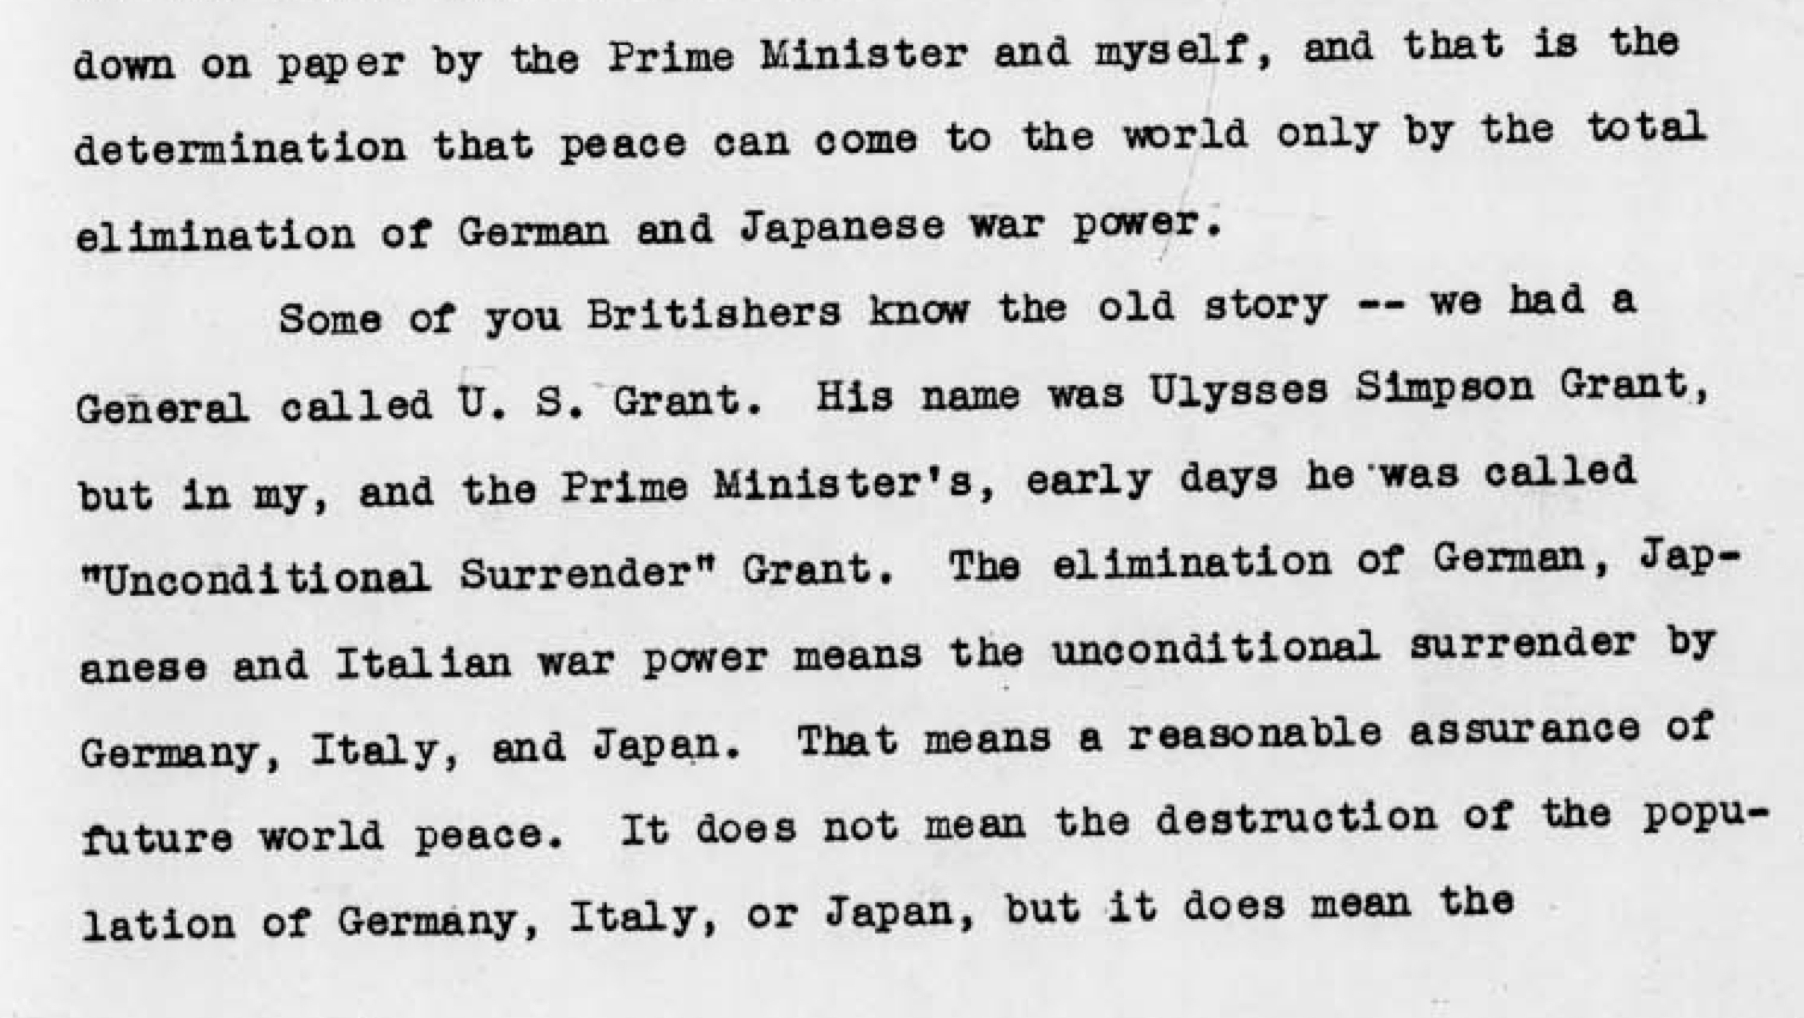 down on paper by the Prime Minister and myself, and that is the
determination that peace can come to the world only by the total
elimination of German and Japanese war power.
Some of you Britishers know the old story -- we had a
General called U. S. Grant. His name was Ulysses Simpson Grant,
but in my, and the Prime Minister's, early days he was called
"Unconditional Surrender" Grant. The elimination of German, Jap-
anese and Italian war power means the unconditional surrender by
Germany, Italy, and Japan. That means a reasonable assurance of
future world peace. It does not mean the destruction of the popu-
lation of Germany, Italy, or Japan, but it does mean the